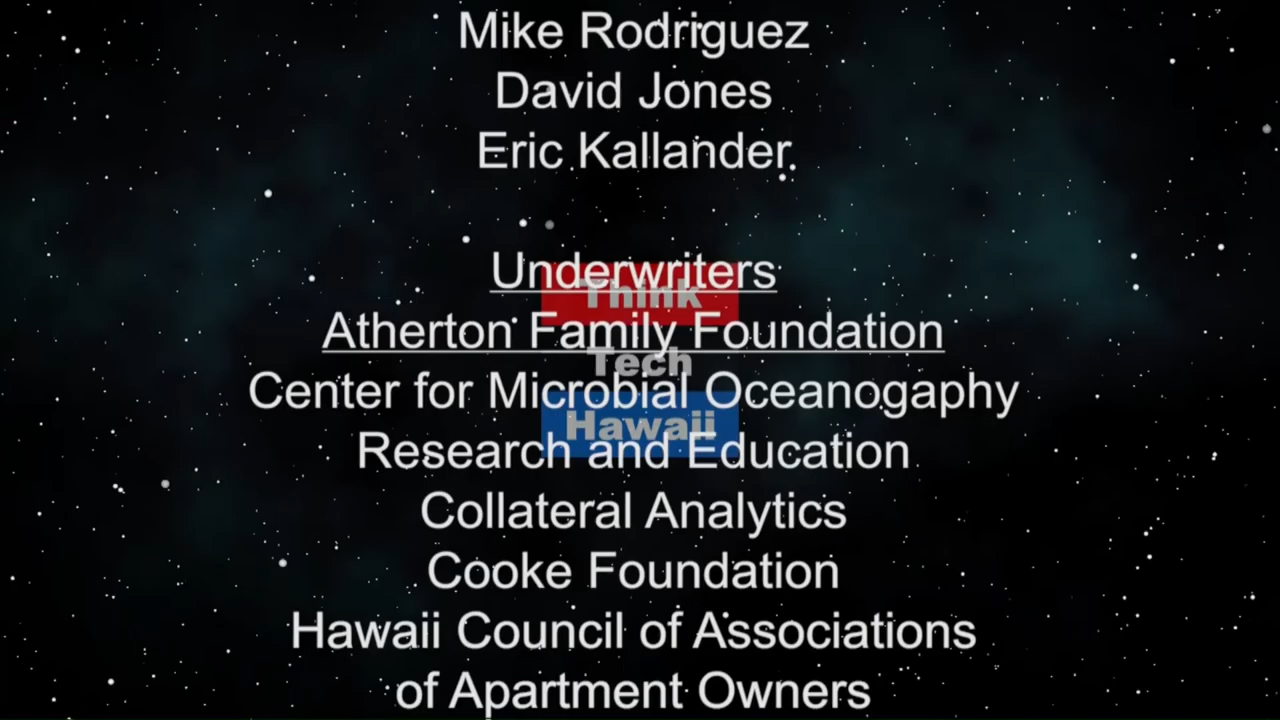 Mike Rodriguez
David Jones
Eric Kallander
Underwriters
Think
Atherton Family Foundation
Tech
Center for Microbial Oceanogaphy
Hawaii
Research and Education
Collateral Analytics
Cooke Foundation
Hawaii Council of Associations
of Apartment Owners